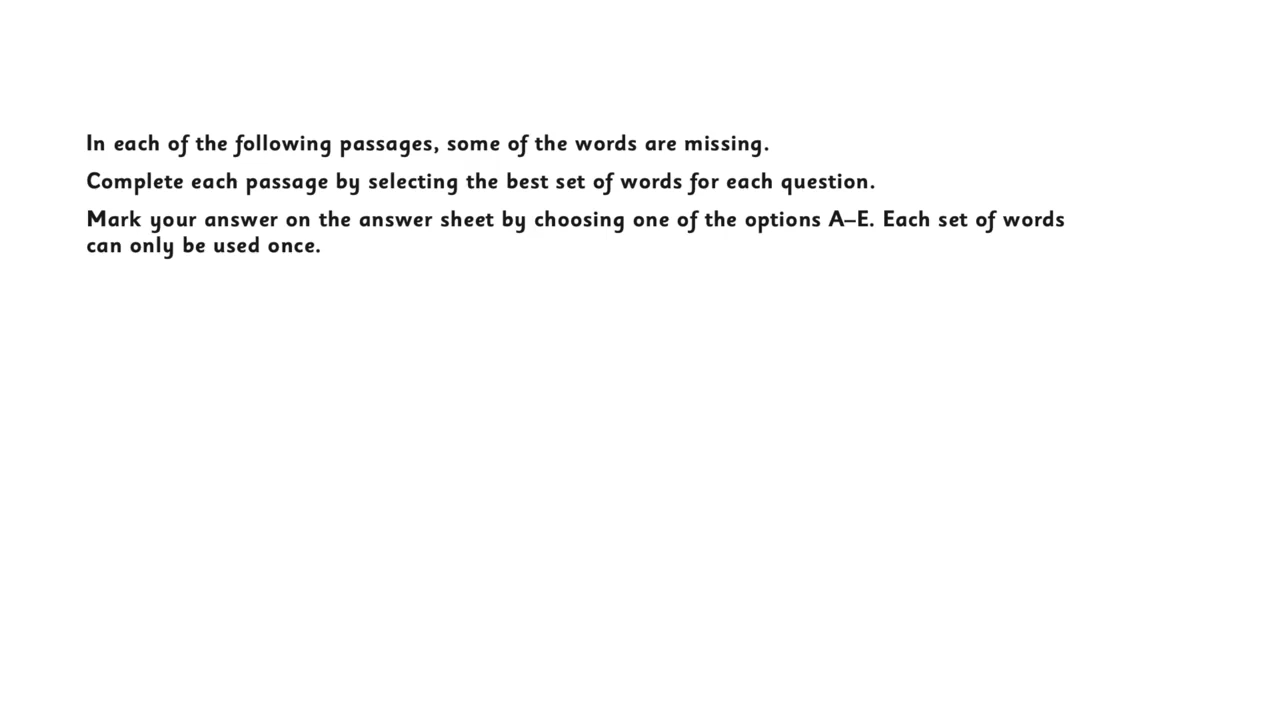 In each of the following passages, some of the words are missing.
Complete each passage by selecting the best set of words for each question.
Mark your answer on the answer sheet by choosing one of the options A–E. Each set of words
can only be used once.